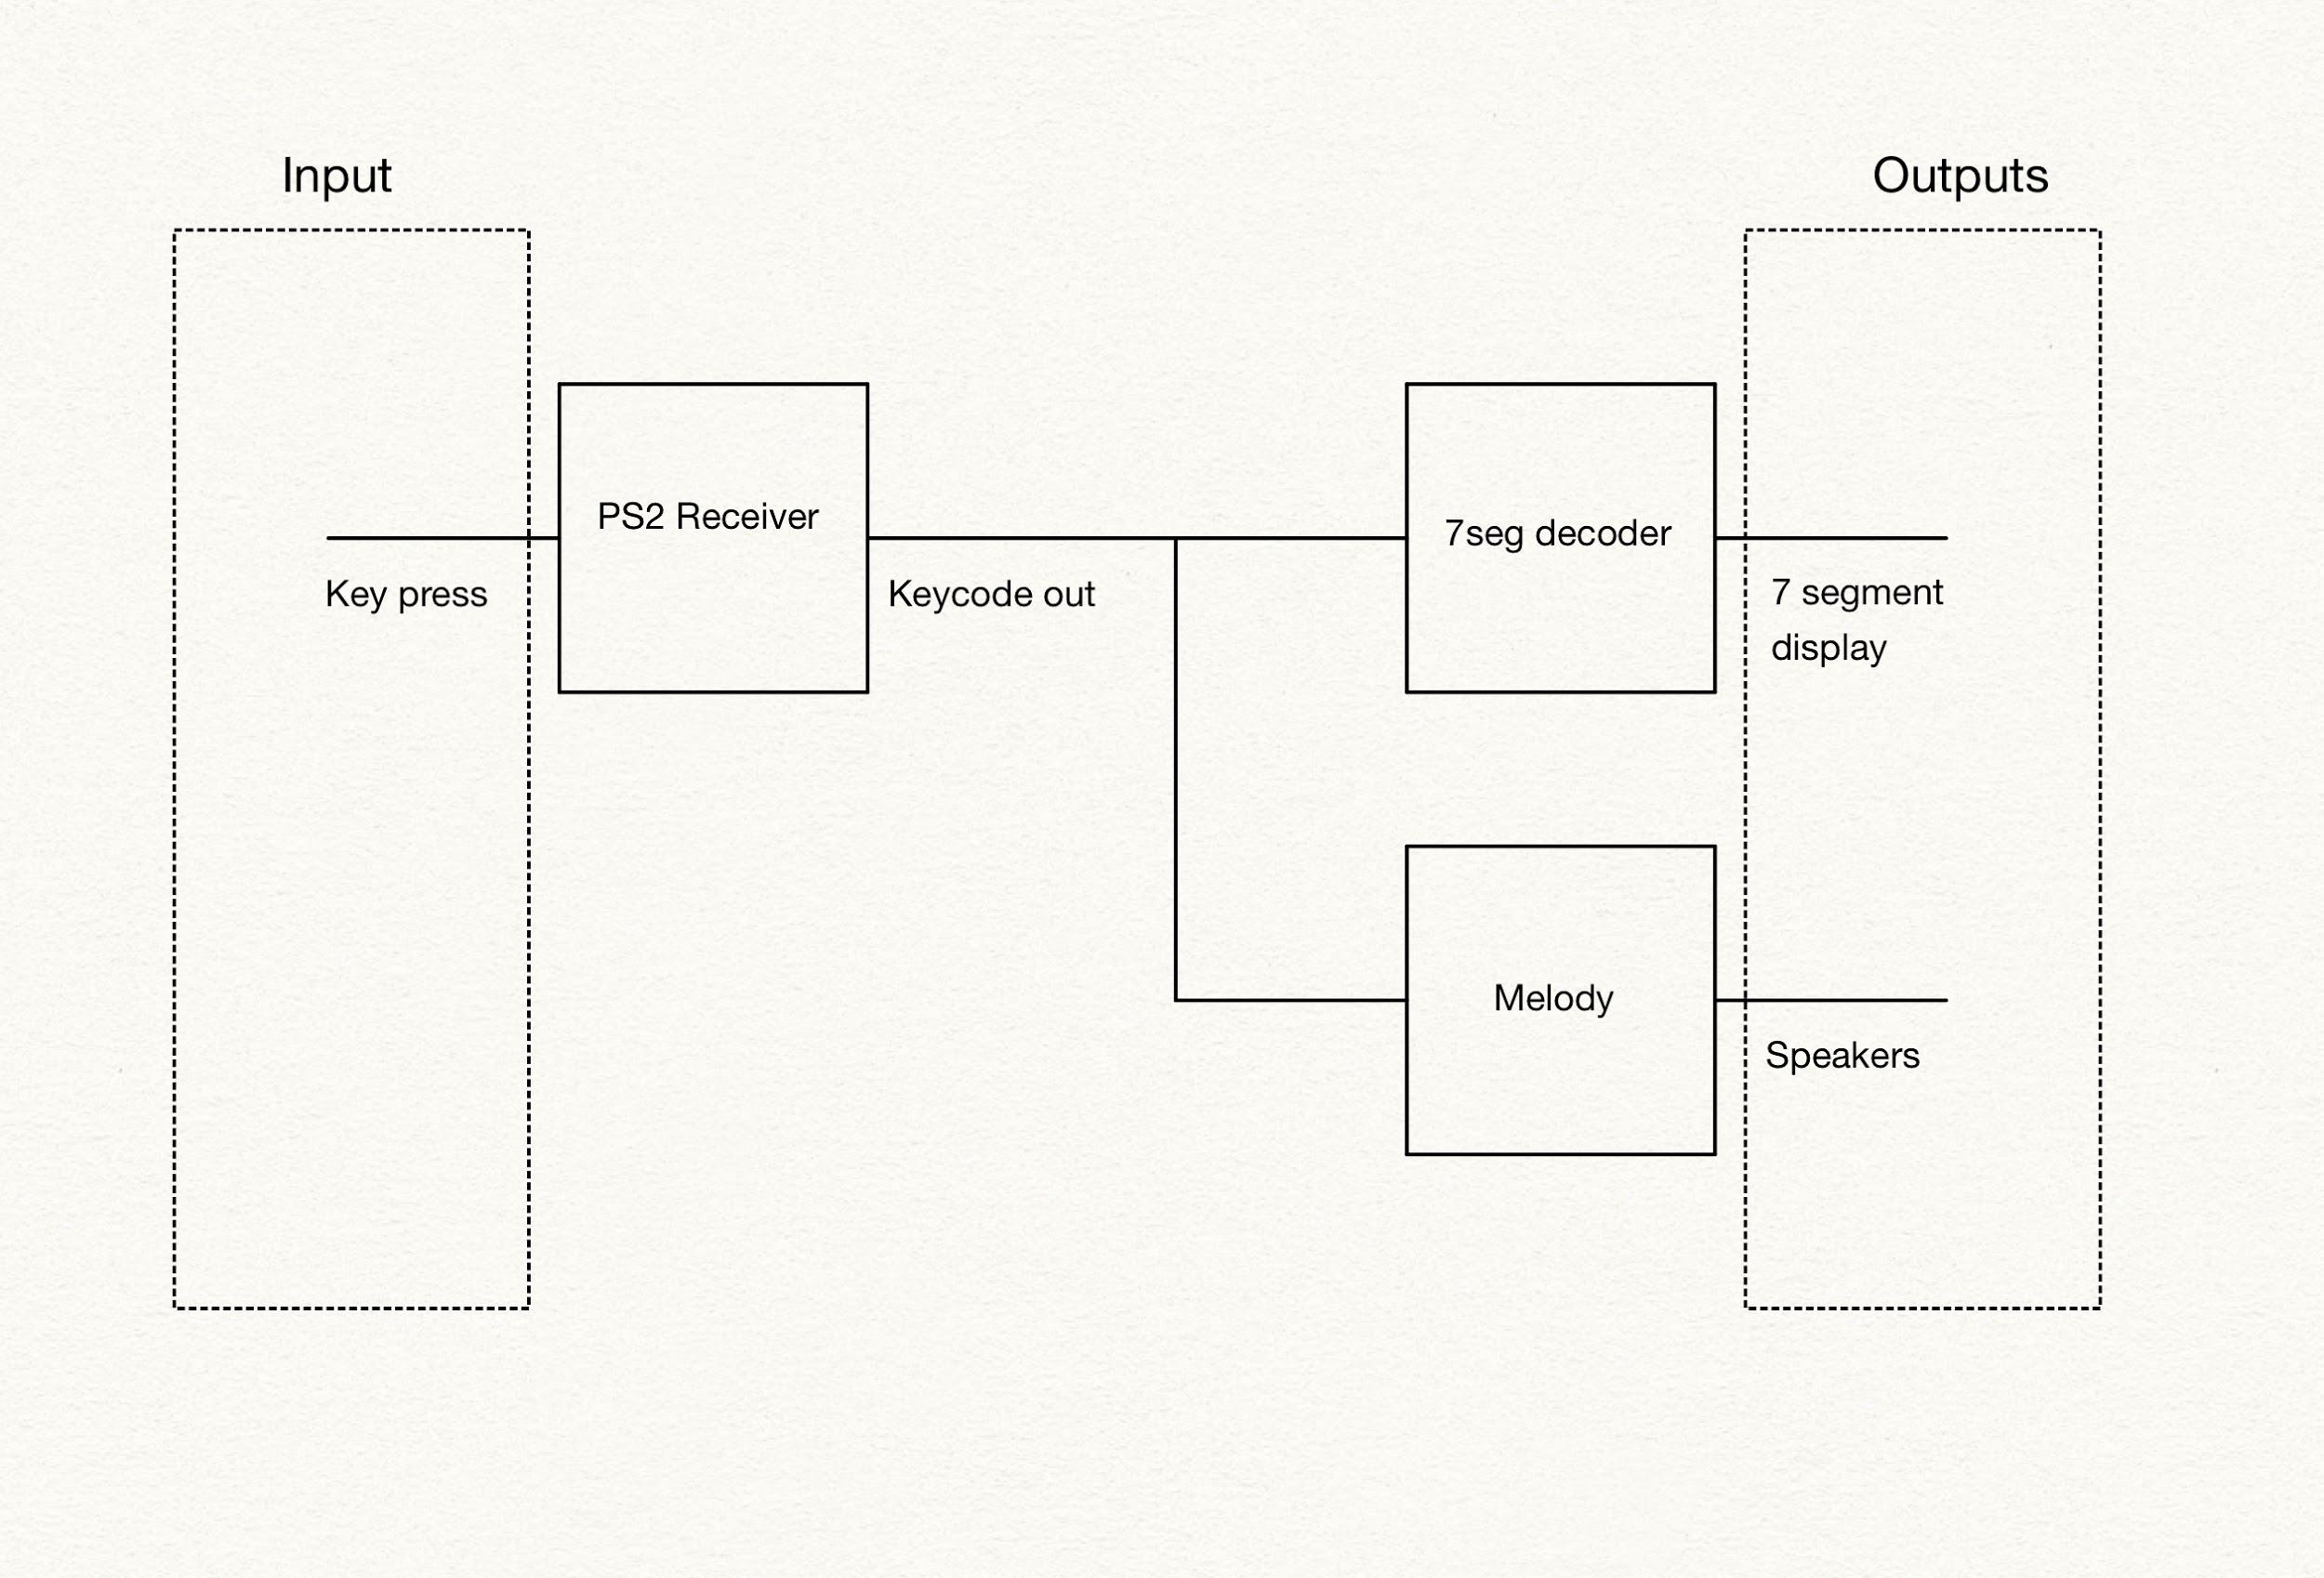 Input
Outputs
PS2 Receiver
7seg decoder
Key press
Keycode out
7 segment
display
Melody
Speakers